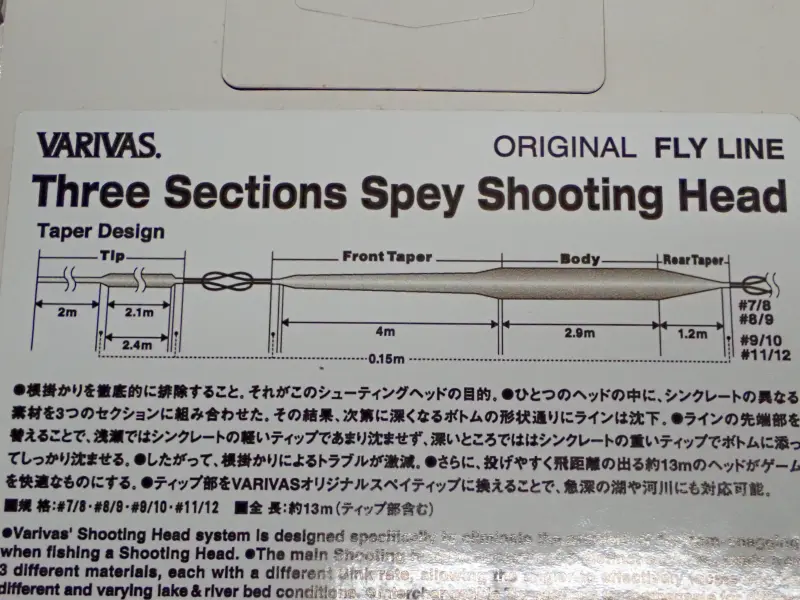 VARIVAS. ORIGINAL FLY LINE
Three Sections Spey Shooting Head
Taper Design
Tip Front Taper Body Rear Taper
2m 2.1m 4m 2.9m 1.2m
2.4m
0.15m
#7/8
#8/9
#9/10
#11/12
●根掛かりを徹底的に排除すること。それがこのシューティングヘッドの目的。●ひとつのヘッドの中に、シンクレートの異なる
素材を3つのセクションに組み合わせた。その結果、次第に深くなるボトムの形状通りにラインは沈下。●ラインの先端部を
替えることで、浅瀬ではシンクレートの軽いティップであまり沈ませず、深いところでははシンクレートの重いティップでボトムに添っ
てしっかり沈ませる。●したがって、根掛かりによるトラブルが激減。●さらに、投げやすく飛距離の出る約13mのヘッドがゲーム
を快適なものにする。●ティップ部をVARIVASオリジナルスペイティップに換えることで、急深の湖や河川にも対応可能。
■規 格:#7/8・#8/9・#9/10・#11/12 ■全 長:約13m(ティップ部含む)
●Varivas' Shooting Head system is designed specifically to eliminate
when fishing a Shooting Head. ●The main Shooting
3 different materials, each with a different sink rate, allowing the
different and varying lake & river bed conditions.